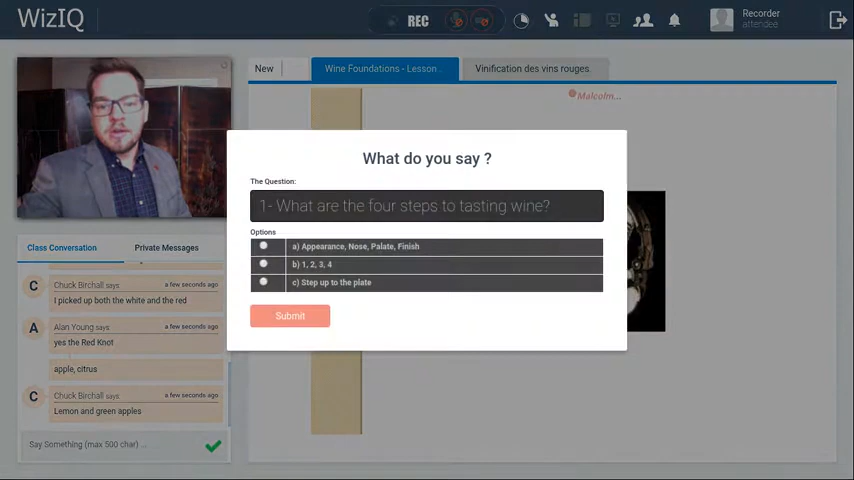 WizIQ
REC
Recorder
attendee
New
Wine Foundations - Lesson...
Vinification des vins rouges.
Malcolm...
What do you say ?
The Question:
1- What are the four steps to tasting wine?
Options
a) Appearance, Nose, Palate, Finish
b) 1, 2, 3, 4
c) Step up to the plate
Submit
Class Conversation
Private Messages
C
Chuck Birchall says:
a few seconds ago
I picked up both the white and the red
A
Alan Young says:
a few seconds ago
yes the Red Knot
apple, citrus
C
Chuck Birchall says:
a few seconds ago
Lemon and green apples
Say Something (max 500 char) ...